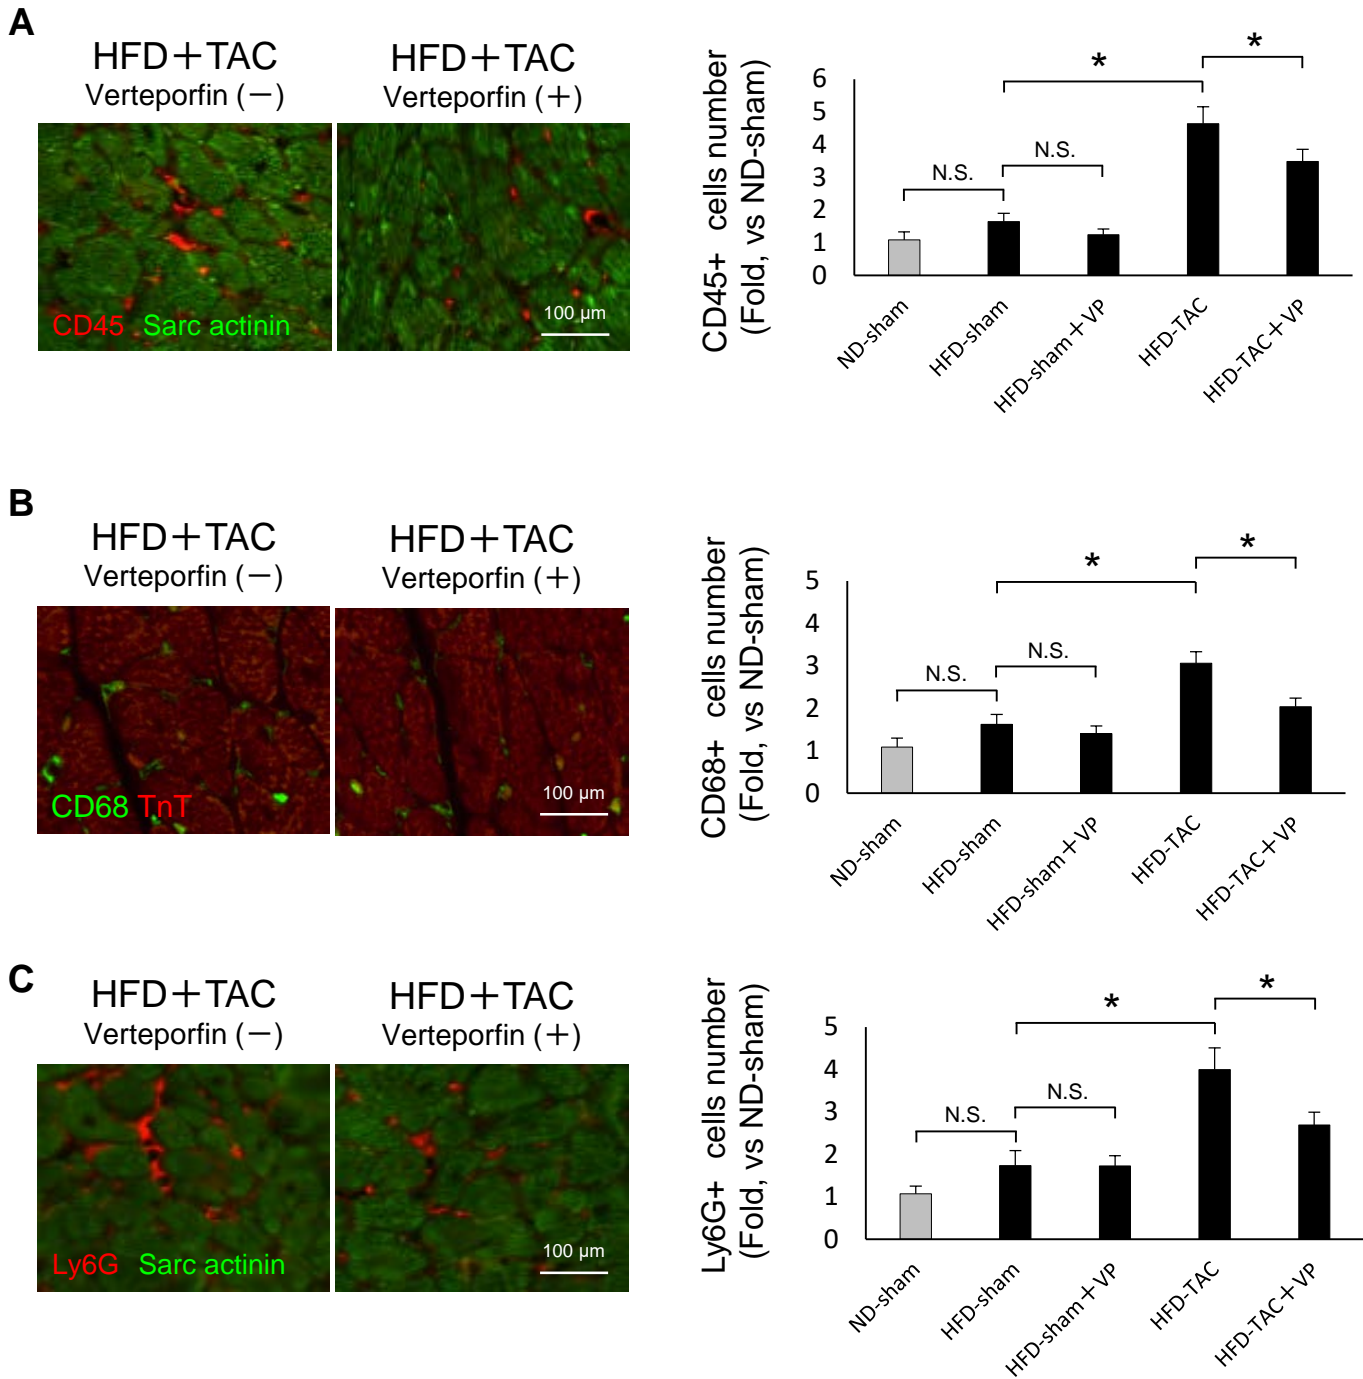 A
HFD+TAC
Verteporfin (−)
HFD+TAC
Verteporfin (+)
CD45 Sarc actinin
100 μm
CD45+ cells number
(Fold, vs ND-sham)
6
5
4
3
2
1
0
N.S.
N.S.
*
*
ND-sham
HFD-sham
HFD-sham+VP
HFD-TAC
HFD-TAC+VP
B
HFD+TAC
Verteporfin (−)
HFD+TAC
Verteporfin (+)
CD68 TnT
100 μm
CD68+ cells number
(Fold, vs ND-sham)
5
4
3
2
1
0
N.S.
N.S.
*
*
ND-sham
HFD-sham
HFD-sham+VP
HFD-TAC
HFD-TAC+VP
C
HFD+TAC
Verteporfin (−)
HFD+TAC
Verteporfin (+)
Ly6G Sarc actinin
100 μm
Ly6G+ cells number
(Fold, vs ND-sham)
5
4
3
2
1
0
N.S.
N.S.
*
*
ND-sham
HFD-sham
HFD-sham+VP
HFD-TAC
HFD-TAC+VP